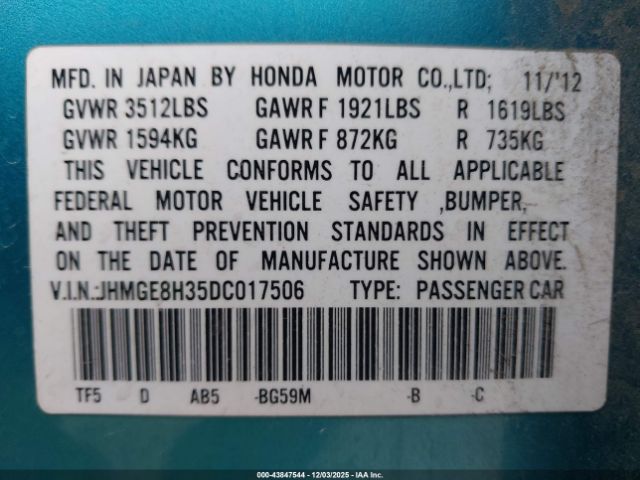 MFD. IN JAPAN BY HONDA MOTOR CO.,LTD; 11/'12
GVWR 3512LBS GAWR F 1921LBS R 1619LBS
GVWR 1594KG GAWR F 872KG R 735KG
THIS VEHICLE CONFORMS TO ALL APPLICABLE
FEDERAL MOTOR VEHICLE SAFETY ,BUMPER,
AND THEFT PREVENTION STANDARDS IN EFFECT
ON THE DATE OF MANUFACTURE SHOWN ABOVE.
V.I.N.:JHMGE8H35DC017506 TYPE: PASSENGER CAR
TF5 D AB5 -BG59M -B -C
000-43847544 - 12/03/2025 - IAA Inc.